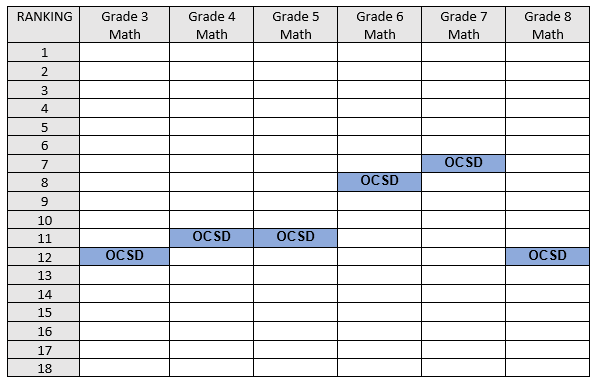 RANKING Grade 3 Math Grade 4 Math Grade 5 Math Grade 6 Math Grade 7 Math Grade 8 Math
1
2
3
4
5
6
7 OCSD
8 OCSD
9
10
11 OCSD OCSD
12 OCSD OCSD
13
14
15
16
17
18